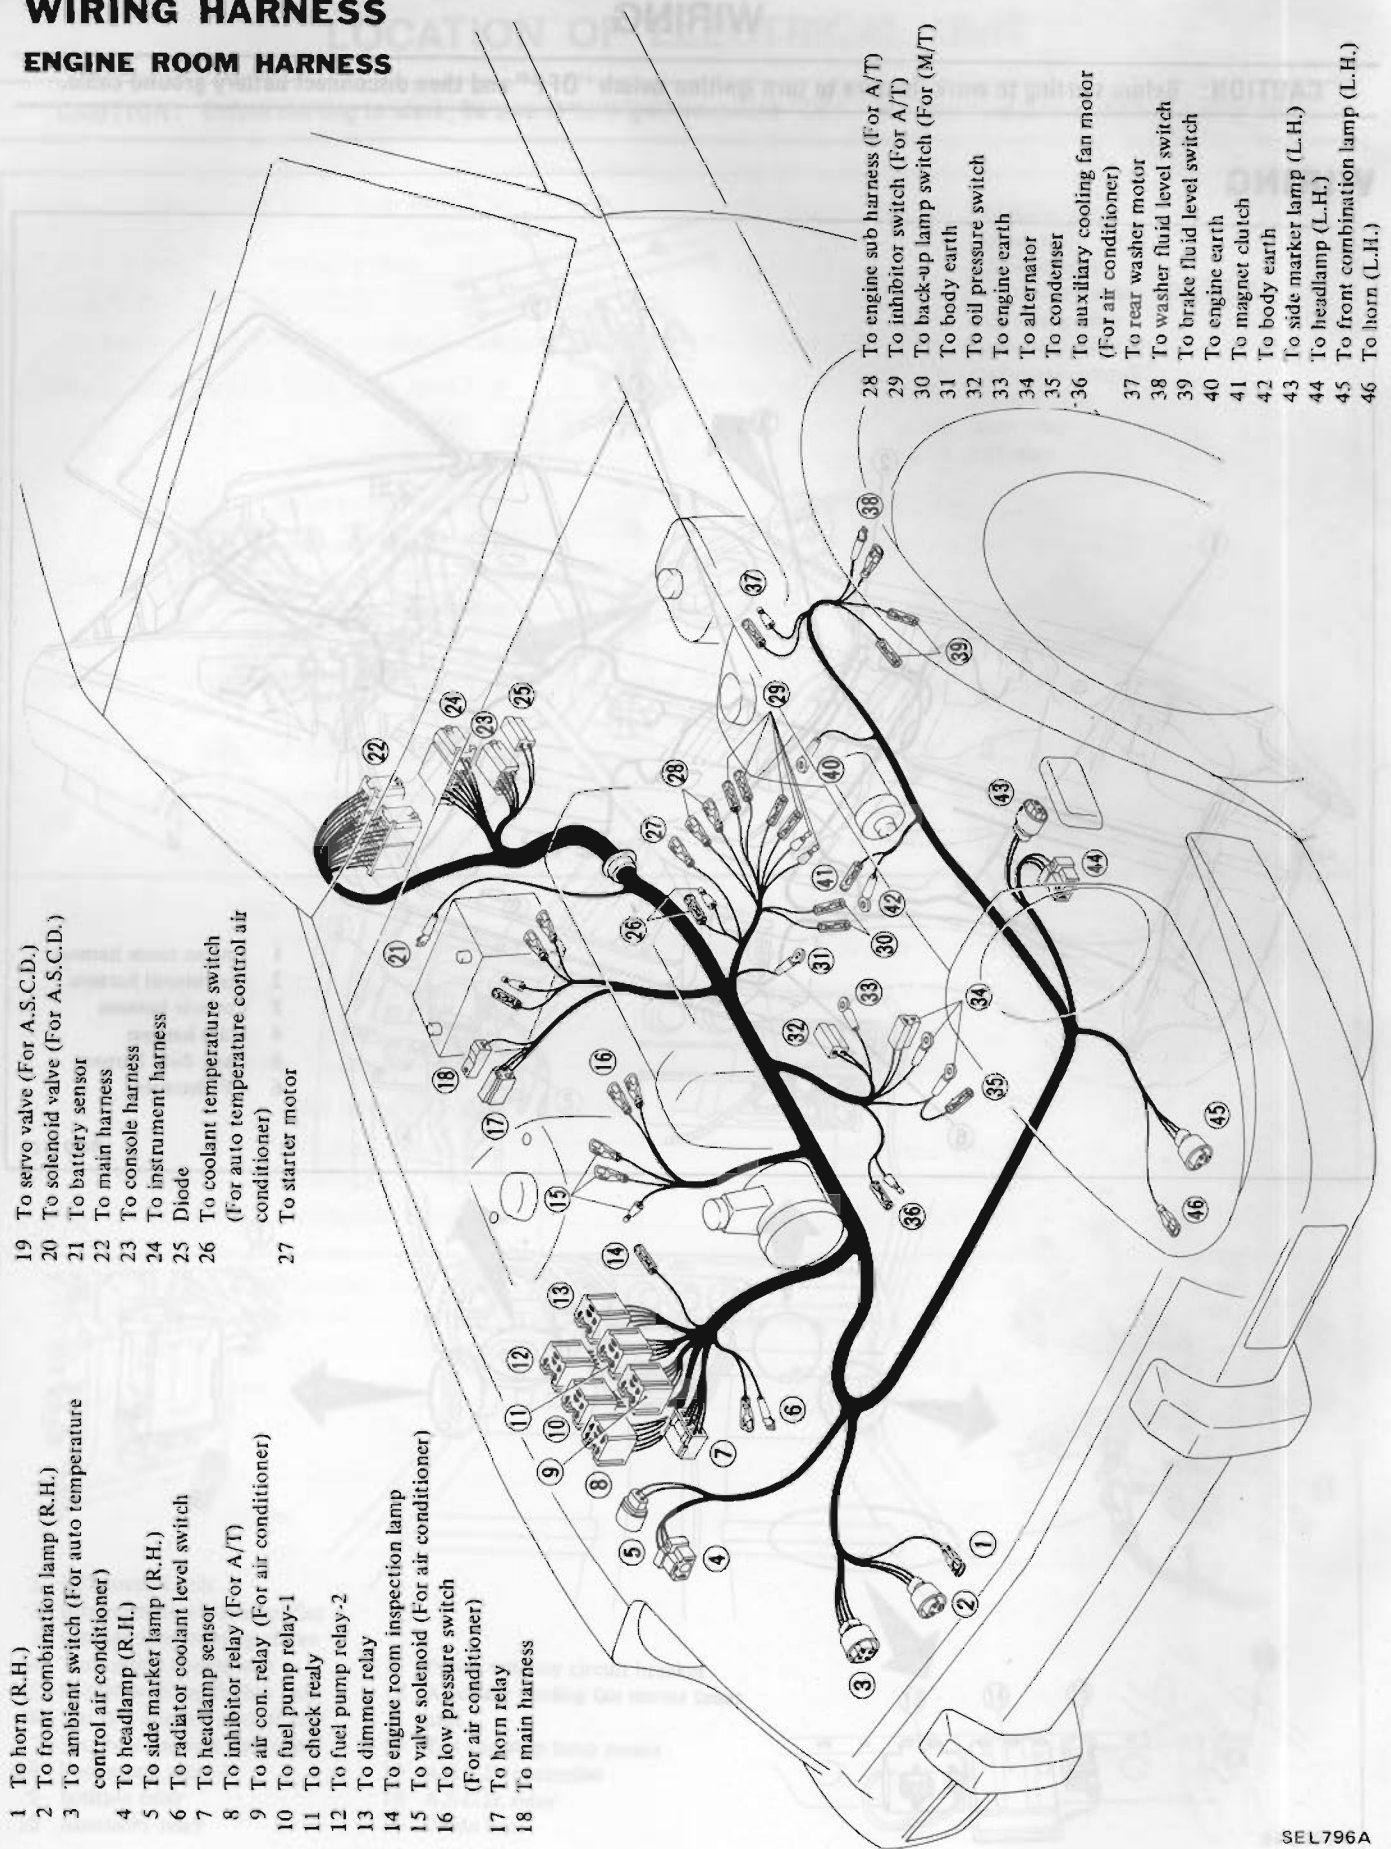 WIRING HARNESS
ENGINE ROOM HARNESS
1 To horn (R.H.)
2 To front combination lamp (R.H.)
3 To ambient switch (For auto temperature
control air conditioner)
4 To headlamp (R.H.)
5 To side marker lamp (R.H.)
6 To radiator coolant level switch
7 To headlamp sensor
8 To inhibitor relay (For A/T)
9 To air con. relay (For air conditioner)
10 To fuel pump relay-1
11 To check realy
12 To fuel pump relay-2
13 To dimmer relay
14 To engine room inspection lamp
15 To valve solenoid (For air conditioner)
16 To low pressure switch
(For air conditioner)
17 To horn relay
18 To main harness
19 To servo valve (For A.S.C.D.)
20 To solenoid valve (For A.S.C.D.)
21 To battery sensor
22 To main harness
23 To console harness
24 To instrument harness
25 Diode
26 To coolant temperature switch
(For auto temperature control air
conditioner)
27 To starter motor
28 To engine sub harness (For A/T)
29 To inhibitor switch (For A/T)
30 To back-up lamp switch (For (M/T)
31 To body earth
32 To oil pressure switch
33 To engine earth
34 To alternator
35 To condenser
36 To auxiliary cooling fan motor
(For air conditioner)
37 To rear washer motor
38 To washer fluid level switch
39 To brake fluid level switch
40 To engine earth
41 To magnet clutch
42 To body earth
43 To side marker lamp (L.H.)
44 To headlamp (L.H.)
45 To front combination lamp (L.H.)
46 To horn (L.H.)
22
24
23
25
21
18
17
16
15
14
13
12
11
10
9
8
7
6
5
4
3
2
1
26
27
28
29
37
38
39
40
41
42
30
31
32
33
34
35
36
43
44
45
46
SEL796A